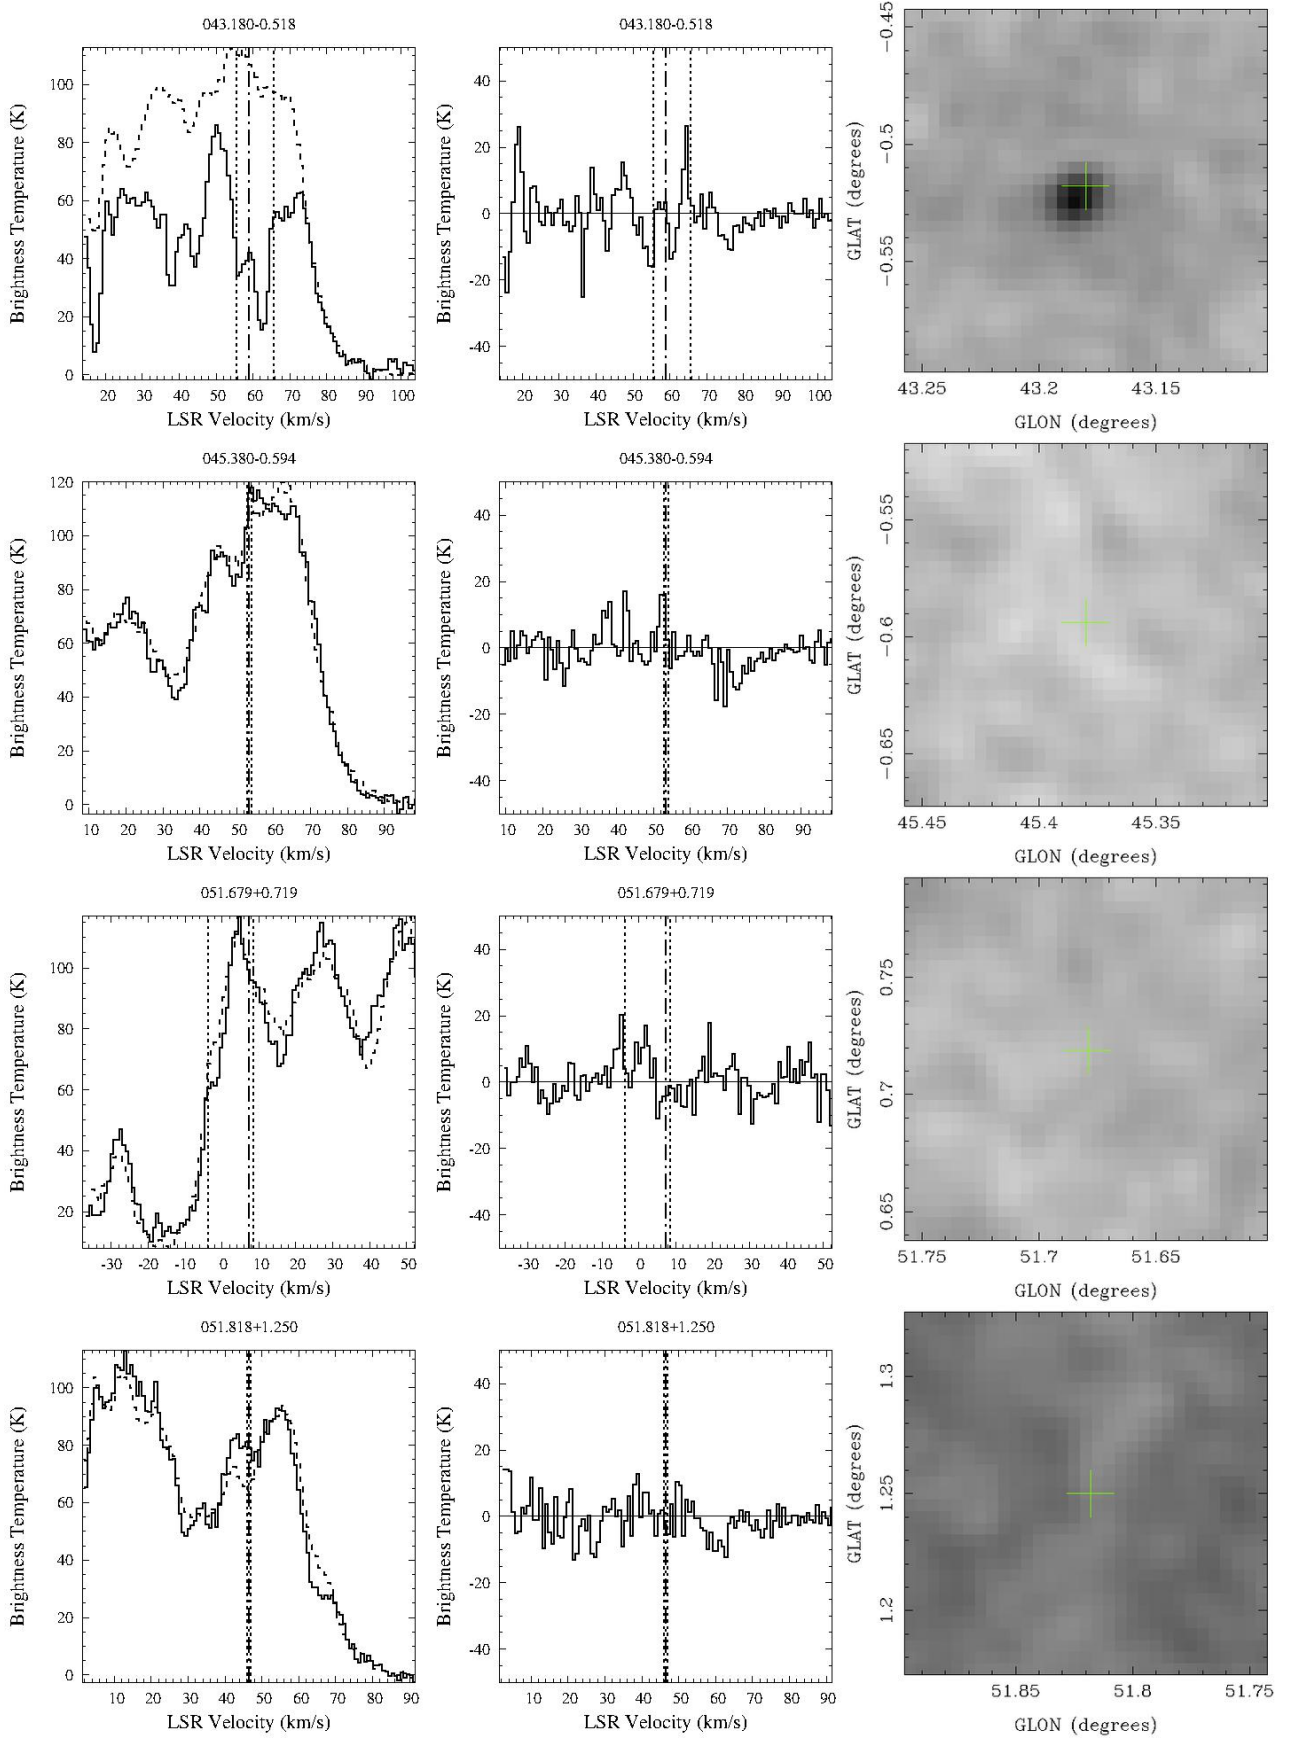 043.180-0.518
043.180-0.518
Brightness Temperature (K)
100
80
60
40
20
0
20 30 40 50 60 70 80 90 100
LSR Velocity (km/s)
Brightness Temperature (K)
40
20
0
-20
-40
20 30 40 50 60 70 80 90 100
LSR Velocity (km/s)
GLAT (degrees)
−0.45
−0.5
−0.55
43.25 43.2 43.15
GLON (degrees)
045.380-0.594
045.380-0.594
Brightness Temperature (K)
120
100
80
60
40
20
0
10 20 30 40 50 60 70 80 90
LSR Velocity (km/s)
Brightness Temperature (K)
40
20
0
-20
-40
10 20 30 40 50 60 70 80 90
LSR Velocity (km/s)
GLAT (degrees)
−0.55
−0.6
−0.65
45.45 45.4 45.35
GLON (degrees)
051.679+0.719
051.679+0.719
Brightness Temperature (K)
100
80
60
40
20
-30 -20 -10 0 10 20 30 40 50
LSR Velocity (km/s)
Brightness Temperature (K)
40
20
0
-20
-40
-30 -20 -10 0 10 20 30 40 50
LSR Velocity (km/s)
GLAT (degrees)
0.75
0.7
0.65
51.75 51.7 51.65
GLON (degrees)
051.818+1.250
051.818+1.250
Brightness Temperature (K)
100
80
60
40
20
0
10 20 30 40 50 60 70 80 90
LSR Velocity (km/s)
Brightness Temperature (K)
40
20
0
-20
-40
10 20 30 40 50 60 70 80 90
LSR Velocity (km/s)
GLAT (degrees)
1.3
1.25
1.2
51.85 51.8 51.75
GLON (degrees)